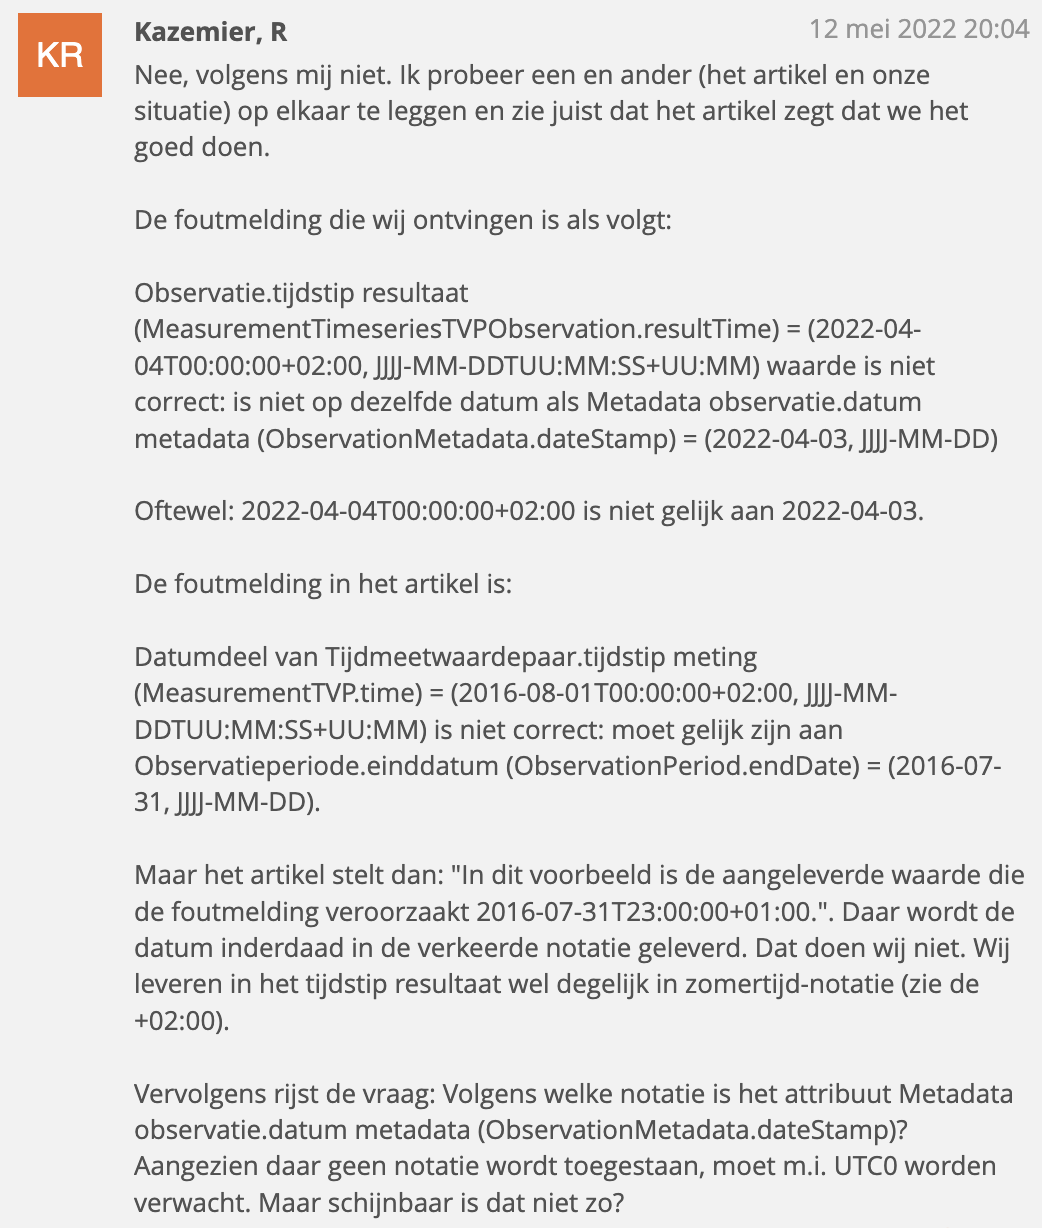 KR
Kazemier, R
12 mei 2022 20:04
Nee, volgens mij niet. Ik probeer een en ander (het artikel en onze
situatie) op elkaar te leggen en zie juist dat het artikel zegt dat we het
goed doen.
De foutmelding die wij ontvingen is als volgt:
Observatie.tijdstip resultaat
(MeasurementTimeseriesTVPObservation.resultTime) = (2022-04-
04T00:00:00+02:00, JJJJ-MM-DDTUU:MM:SS+UU:MM) waarde is niet
correct: is niet op dezelfde datum als Metadata observatie.datum
metadata (ObservationMetadata.dateStamp) = (2022-04-03, JJJJ-MM-DD)
Oftewel: 2022-04-04T00:00:00+02:00 is niet gelijk aan 2022-04-03.
De foutmelding in het artikel is:
Datumdeel van Tijdmeetwaardepaar.tijdstip meting
(MeasurementTVP.time) = (2016-08-01T00:00:00+02:00, JJJJ-MM-
DDTUU:MM:SS+UU:MM) is niet correct: moet gelijk zijn aan
Observatieperiode.einddatum (ObservationPeriod.endDate) = (2016-07-
31, JJJJ-MM-DD).
Maar het artikel stelt dan: "In dit voorbeeld is de aangeleverde waarde die
de foutmelding veroorzaakt 2016-07-31T23:00:00+01:00.". Daar wordt de
datum inderdaad in de verkeerde notatie geleverd. Dat doen wij niet. Wij
leveren in het tijdstip resultaat wel degelijk in zomertijd-notatie (zie de
+02:00).
Vervolgens rijst de vraag: Volgens welke notatie is het attribuut Metadata
observatie.datum metadata (ObservationMetadata.dateStamp)?
Aangezien daar geen notatie wordt toegestaan, moet m.i. UTC0 worden
verwacht. Maar schijnbaar is dat niet zo?